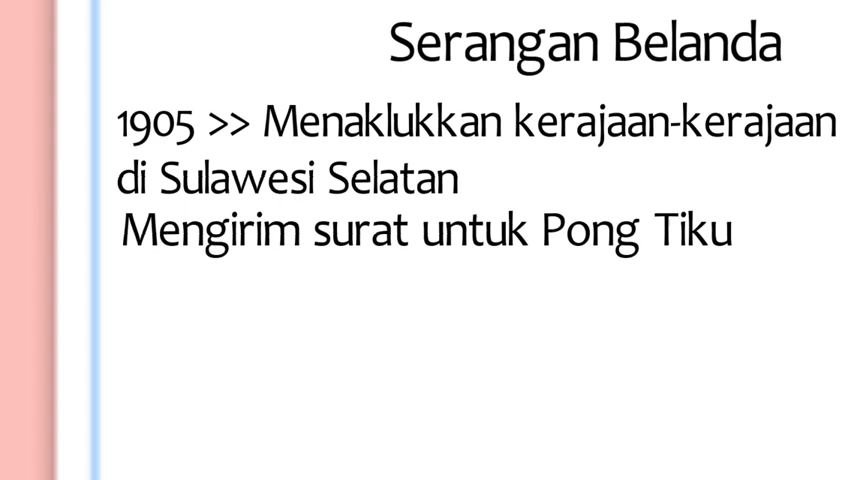 Serangan Belanda
1905 >> Menaklukkan kerajaan-kerajaan
di Sulawesi Selatan
Mengirim surat untuk Pong Tiku